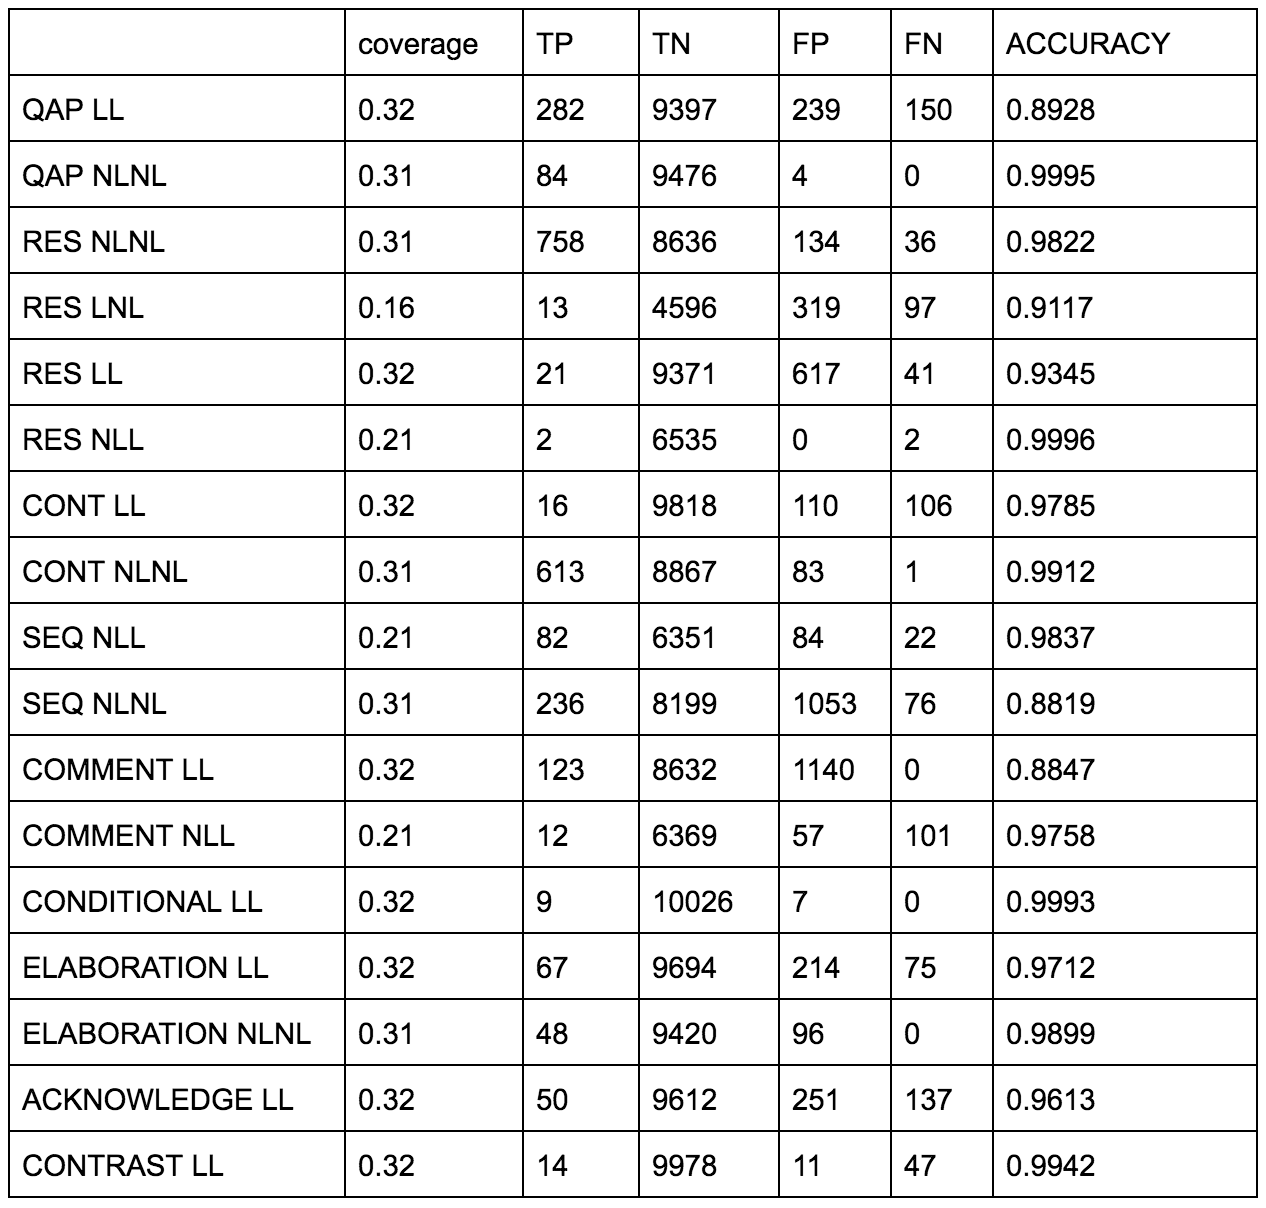 coverage TP TN FP FN ACCURACY
QAP LL 0.32 282 9397 239 150 0.8928
QAP NLNL 0.31 84 9476 4 0 0.9995
RES NLNL 0.31 758 8636 134 36 0.9822
RES LNL 0.16 13 4596 319 97 0.9117
RES LL 0.32 21 9371 617 41 0.9345
RES NLL 0.21 2 6535 0 2 0.9996
CONT LL 0.32 16 9818 110 106 0.9785
CONT NLNL 0.31 613 8867 83 1 0.9912
SEQ NLL 0.21 82 6351 84 22 0.9837
SEQ NLNL 0.31 236 8199 1053 76 0.8819
COMMENT LL 0.32 123 8632 1140 0 0.8847
COMMENT NLL 0.21 12 6369 57 101 0.9758
CONDITIONAL LL 0.32 9 10026 7 0 0.9993
ELABORATION LL 0.32 67 9694 214 75 0.9712
ELABORATION NLNL 0.31 48 9420 96 0 0.9899
ACKNOWLEDGE LL 0.32 50 9612 251 137 0.9613
CONTRAST LL 0.32 14 9978 11 47 0.9942